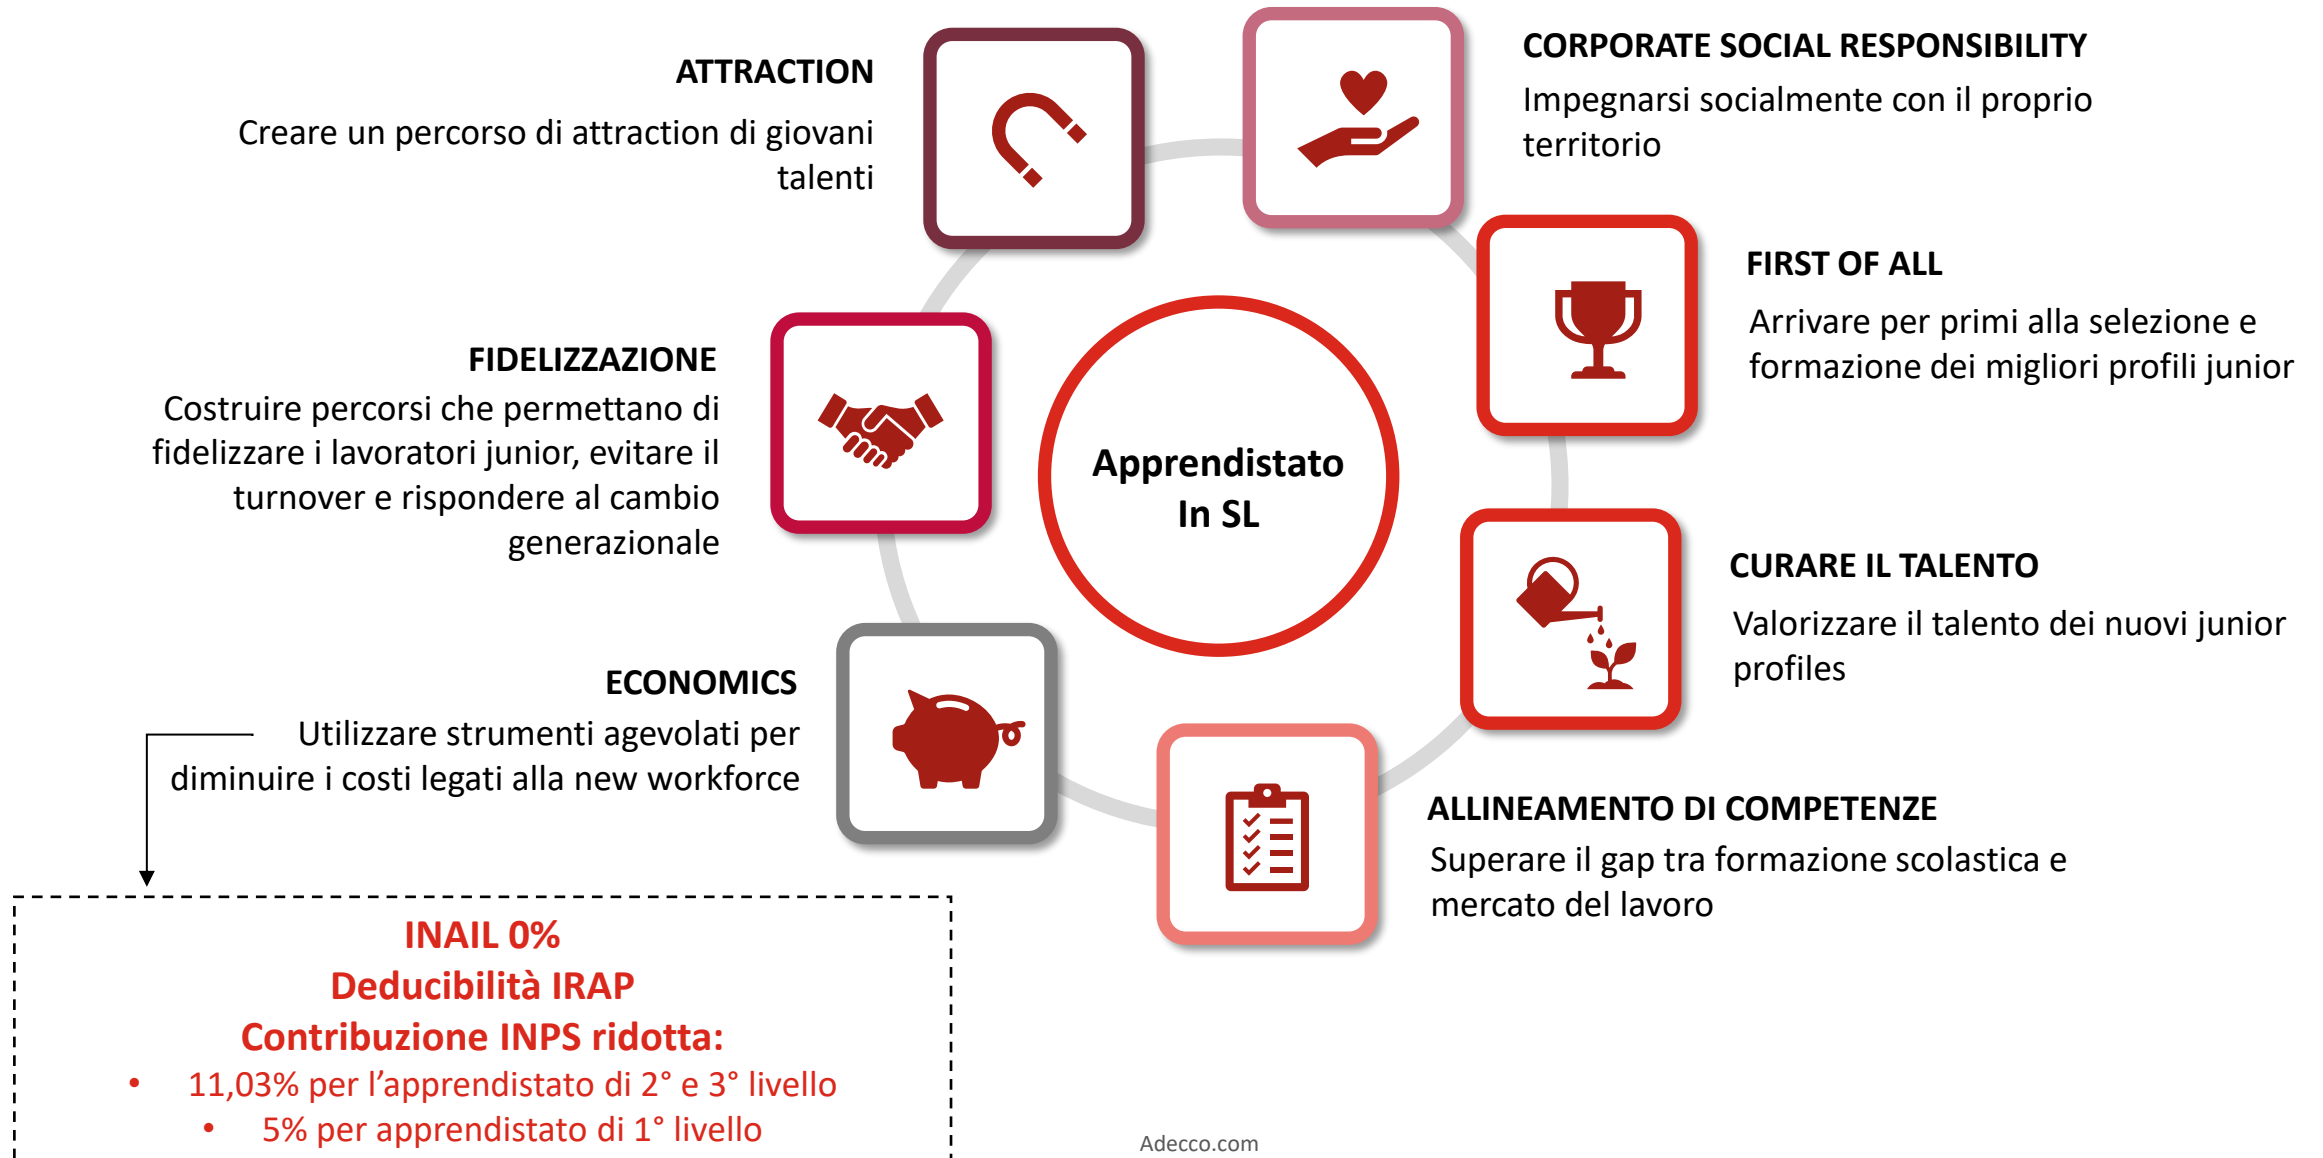 ATTRACTION
Creare un percorso di attraction di giovani
talenti
CORPORATE SOCIAL RESPONSIBILITY
Impegnarsi socialmente con il proprio
territorio
FIRST OF ALL
Arrivare per primi alla selezione e
formazione dei migliori profili junior
FIDELIZZAZIONE
Costruire percorsi che permettano di
fidelizzare i lavoratori junior, evitare il
turnover e rispondere al cambio
generazionale
Apprendistato
In SL
CURARE IL TALENTO
Valorizzare il talento dei nuovi junior
profiles
ECONOMICS
Utilizzare strumenti agevolati per
diminuire i costi legati alla new workforce
ALLINEAMENTO DI COMPETENZE
Superare il gap tra formazione scolastica e
mercato del lavoro
INAIL 0%
Deducibilità IRAP
Contribuzione INPS ridotta:
• 11,03% per l’apprendistato di 2° e 3° livello
• 5% per apprendistato di 1° livello
Adecco.com